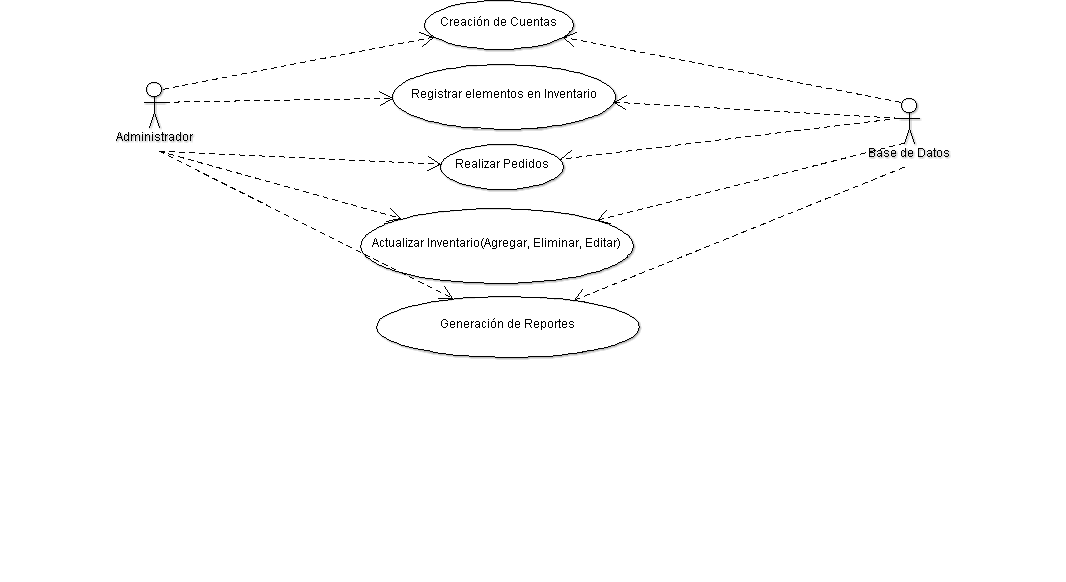 Creación de Cuentas
Registrar elementos en Inventario
Administrador
Base de Datos
Realizar Pedidos
Actualizar Inventario(Agregar, Eliminar, Editar)
Generación de Reportes